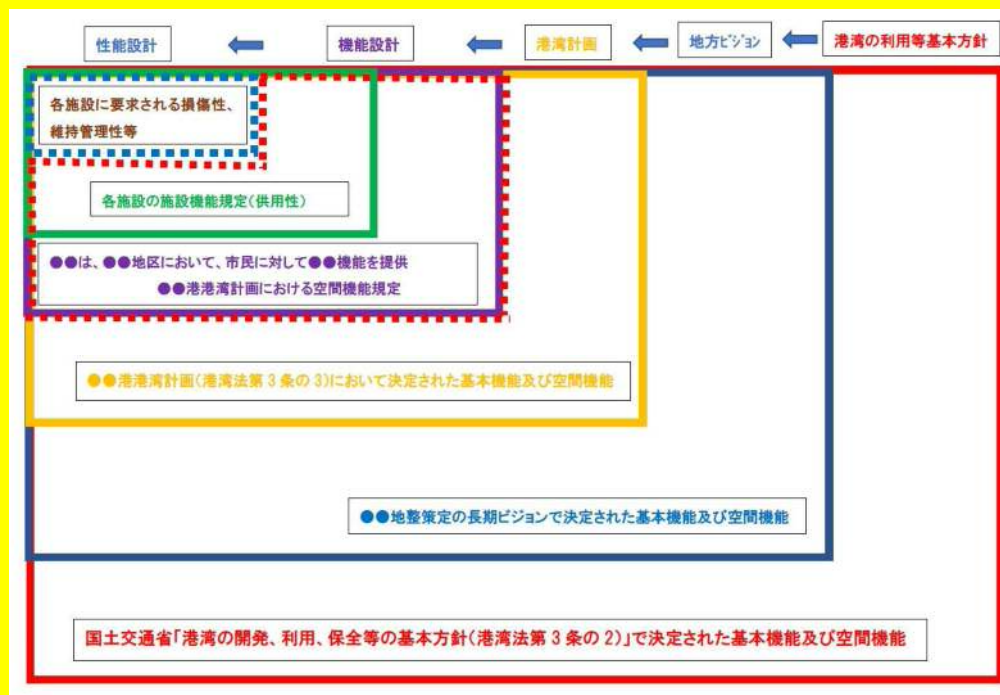 性能設計
機能設計
港湾計画
地方ビジョン
港湾の利用等基本方針
各施設に要求される損傷性、
維持管理性等
各施設の施設機能規定(供用性)
●●は、●●地区において、市民に対して●●機能を提供
●●港港湾計画における空間機能規定
●●港港湾計画(港湾法第3条の3)において決定された基本機能及び空間機能
●●地整策定の長期ビジョンで決定された基本機能及び空間機能
国土交通省「港湾の開発、利用、保全等の基本方針(港湾法第3条の2)」で決定された基本機能及び空間機能